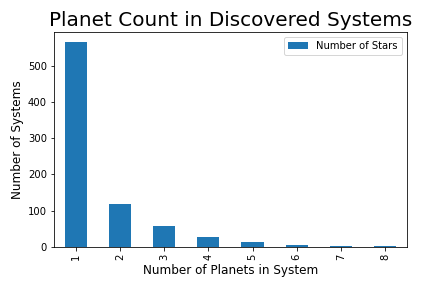 Planet Count in Discovered Systems
Number of Stars
Number of Systems
500
400
300
200
100
0
1 2 3 4 5 6 7 8
Number of Planets in System